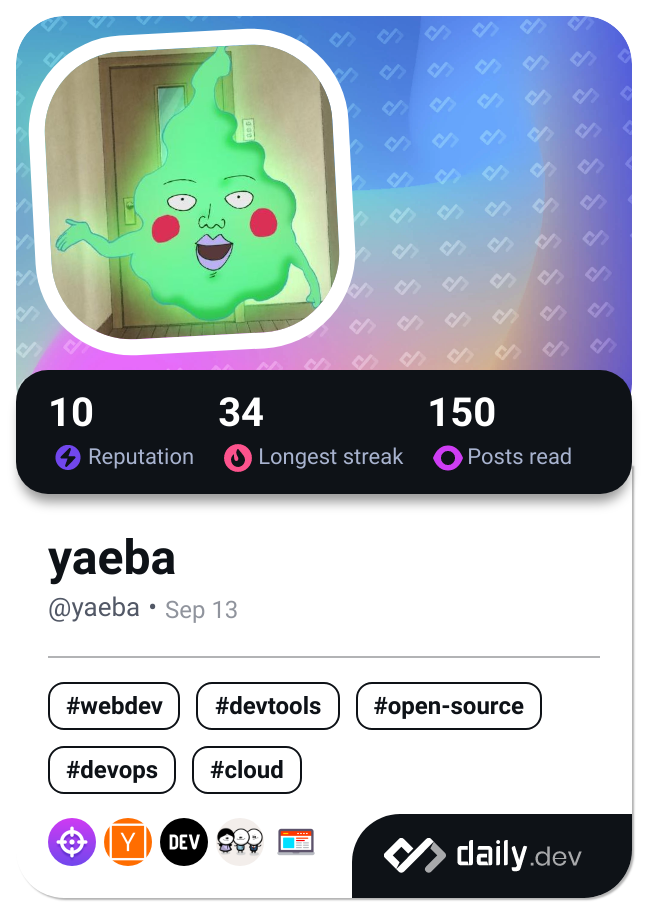 10 34 150
Reputation Longest streak Posts read
yaeba
@yaeba • Sep 13
#webdev #devtools #open-source
#devops #cloud
Y DEV
daily.dev